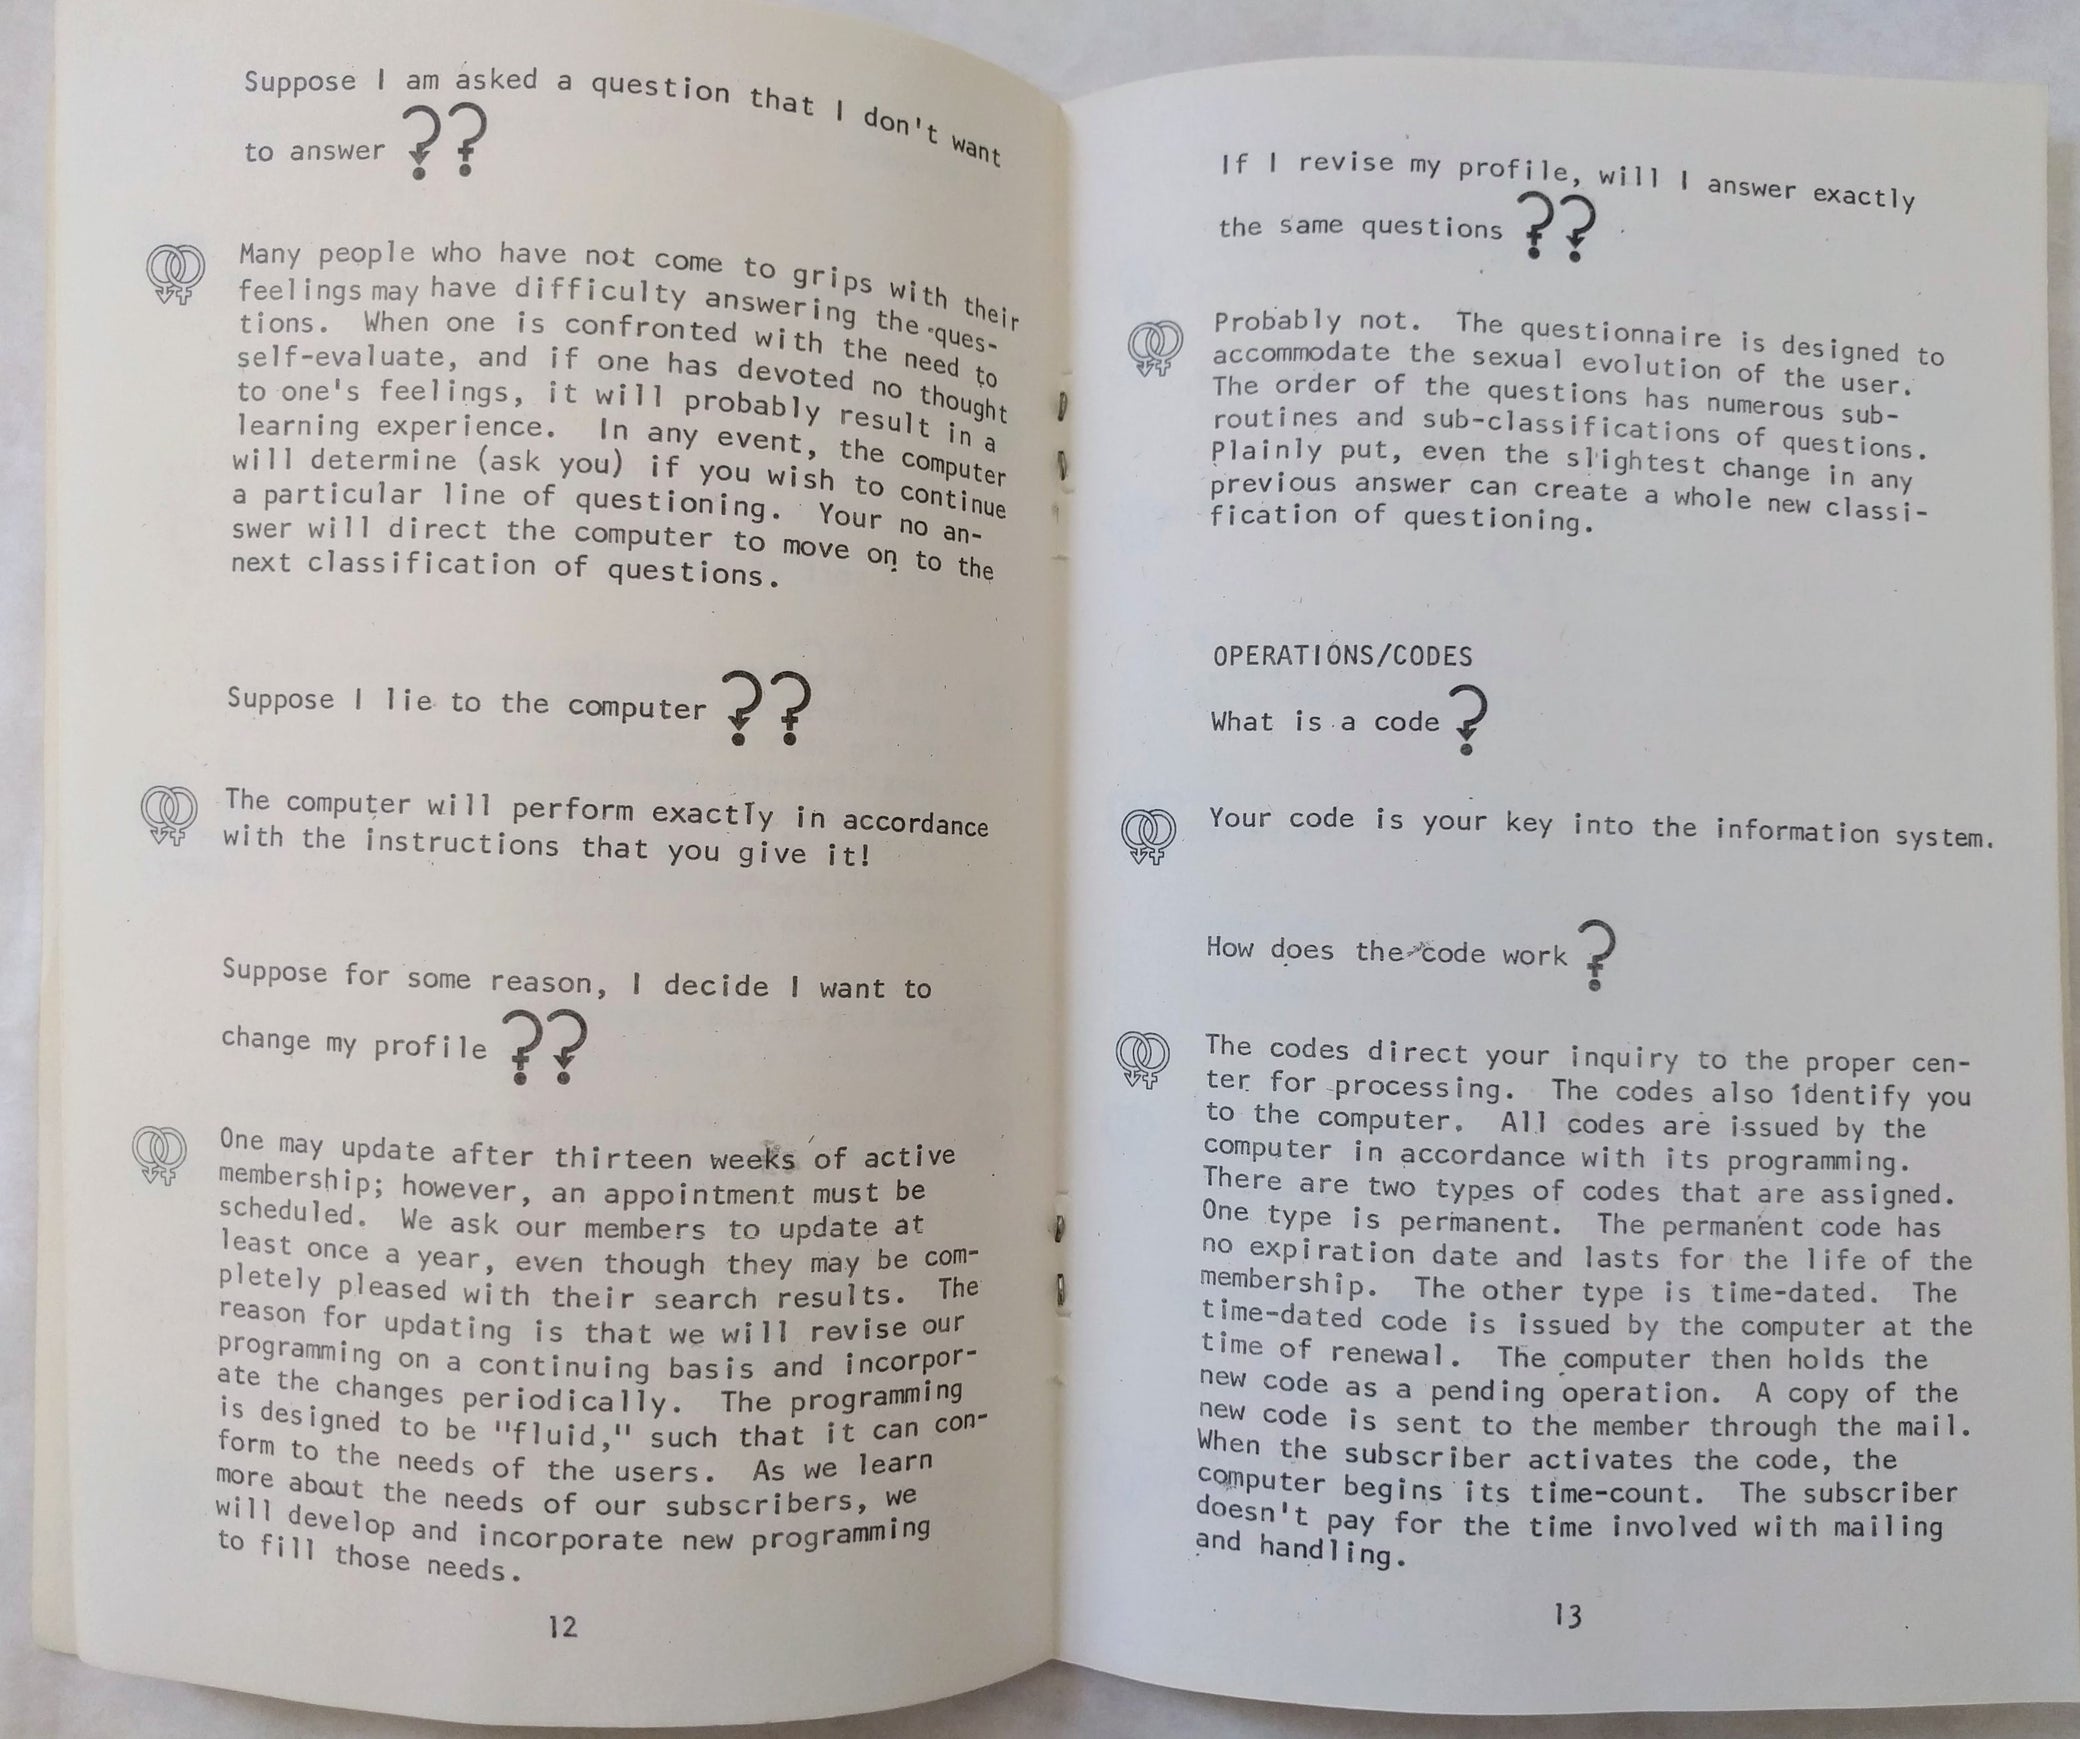 Suppose I am asked a question that I don't want
to answer ??
Many people who have not come to grips with their
feelings may have difficulty answering the ques-
tions. When one is confronted with the need to
self-evaluate, and if one has devoted no thought
to one's feelings, it will probably result in a
learning experience. In any event, the computer
will determine (ask you) if you wish to continue
a particular line of questioning. Your no an-
swer will direct the computer to move on to the
next classification of questions.
Suppose I lie to the computer ??
The computer will perform exactly in accordance
with the instructions that you give it!
Suppose for some reason, I decide I want to
change my profile ??
One may update after thirteen weeks of active
membership; however, an appointment must be
scheduled. We ask our members to update at
least once a year, even though they may be com-
pletely pleased with their search results. The
reason for updating is that we will revise our
programming on a continuing basis and incorpor-
ate the changes periodically. The programming
is designed to be "fluid," such that it can con-
form to the needs of the users. As we learn
more about the needs of our subscribers, we
will develop and incorporate new programming
to fill those needs.
12
If I revise my profile, will I answer exactly
the same questions ??
Probably not. The questionnaire is designed to
accommodate the sexual evolution of the user.
The order of the questions has numerous sub-
routines and sub-classifications of questions.
Plainly put, even the slightest change in any
previous answer can create a whole new classi-
fication of questioning.
OPERATIONS/CODES
What is a code ?
Your code is your key into the information system.
How does the code work ?
The codes direct your inquiry to the proper cen-
ter for processing. The codes also identify you
to the computer. All codes are issued by the
computer in accordance with its programming.
There are two types of codes that are assigned.
One type is permanent. The permanent code has
no expiration date and lasts for the life of the
membership. The other type is time-dated. The
time-dated code is issued by the computer at the
time of renewal. The computer then holds the
new code as a pending operation. A copy of the
new code is sent to the member through the mail.
When the subscriber activates the code, the
computer begins its time-count. The subscriber
doesn't pay for the time involved with mailing
and handling.
13